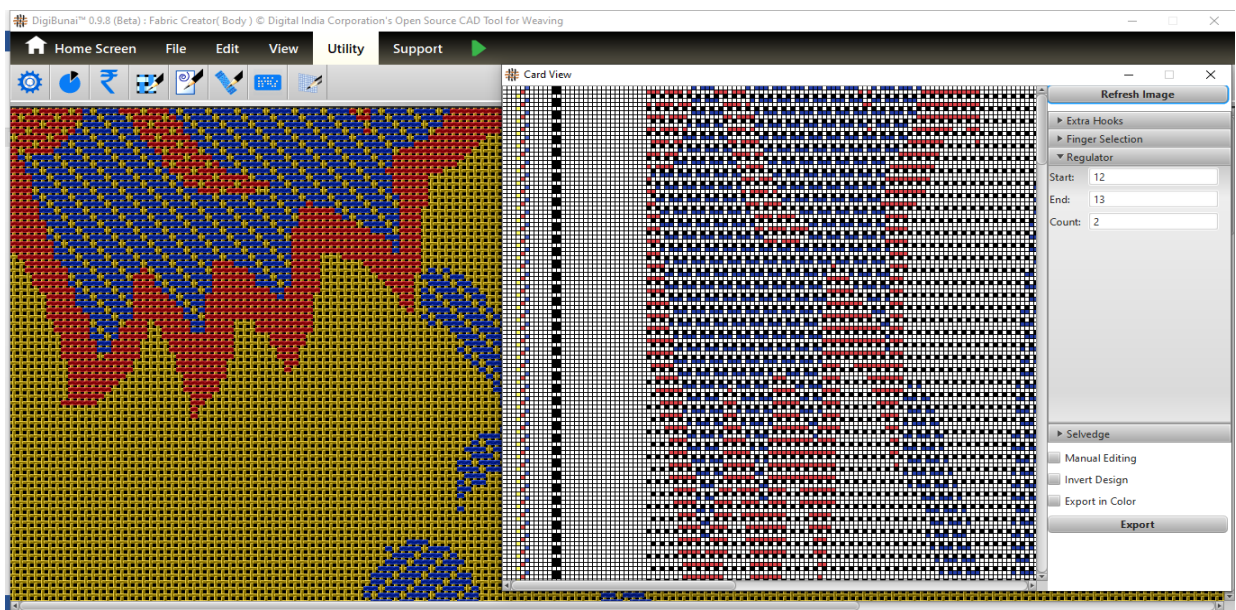 DigiBunai™ 0.9.8 (Beta) : Fabric Creator( Body ) © Digital India Corporation's Open Source CAD Tool for Weaving
Home Screen File Edit View Utility Support
Card View
Refresh Image
Extra Hooks
Finger Selection
Regulator
Start: 12
End: 13
Count: 2
Selvedge
Manual Editing
Invert Design
Export in Color
Export